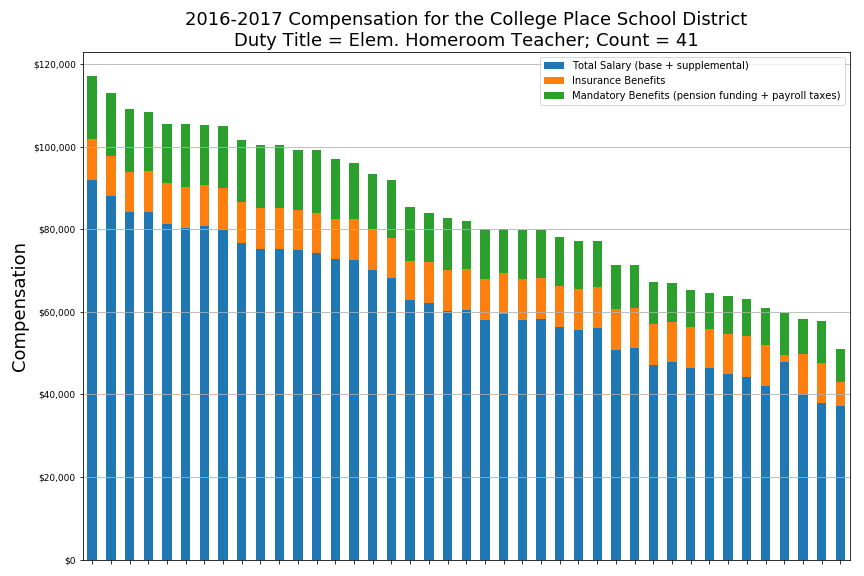 2016-2017 Compensation for the College Place School District
Duty Title = Elem. Homeroom Teacher; Count = 41
Total Salary (base + supplemental)
Insurance Benefits
Mandatory Benefits (pension funding + payroll taxes)
$120,000
$100,000
$80,000
$60,000
$40,000
$20,000
$0
Compensation